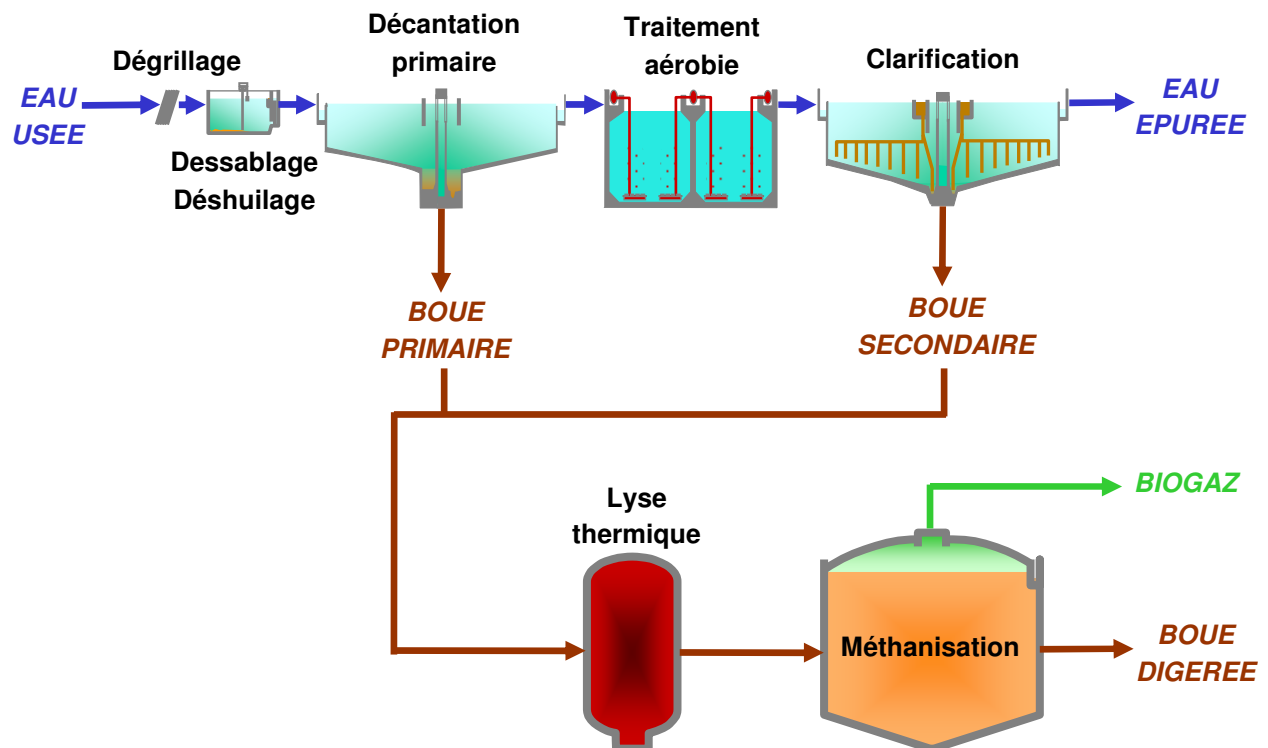 Décantation
primaire
Traitement
aérobie
Dégrillage
Clarification
EAU
USEE
EAU
EPUREE
Dessablage
Déshuilage
BOUE
PRIMAIRE
BOUE
SECONDAIRE
BIOGAZ
Lyse
thermique
Méthanisation
BOUE
DIGEREE